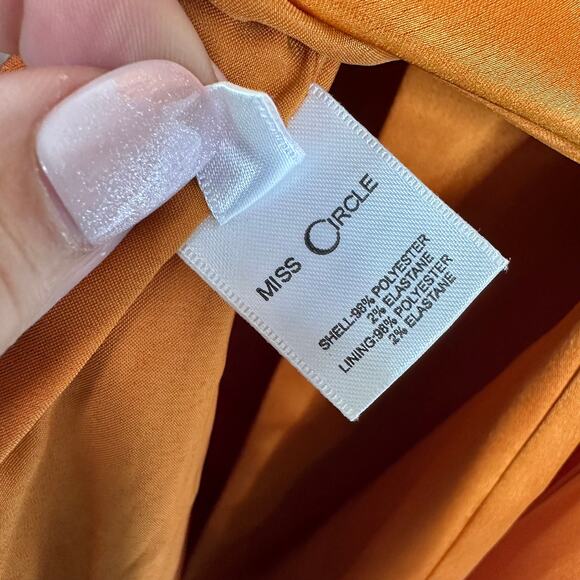 MISS CIRCLE
SHELL:98% POLYESTER
2% ELASTANE
LINING:98% POLYESTER
2% ELASTANE